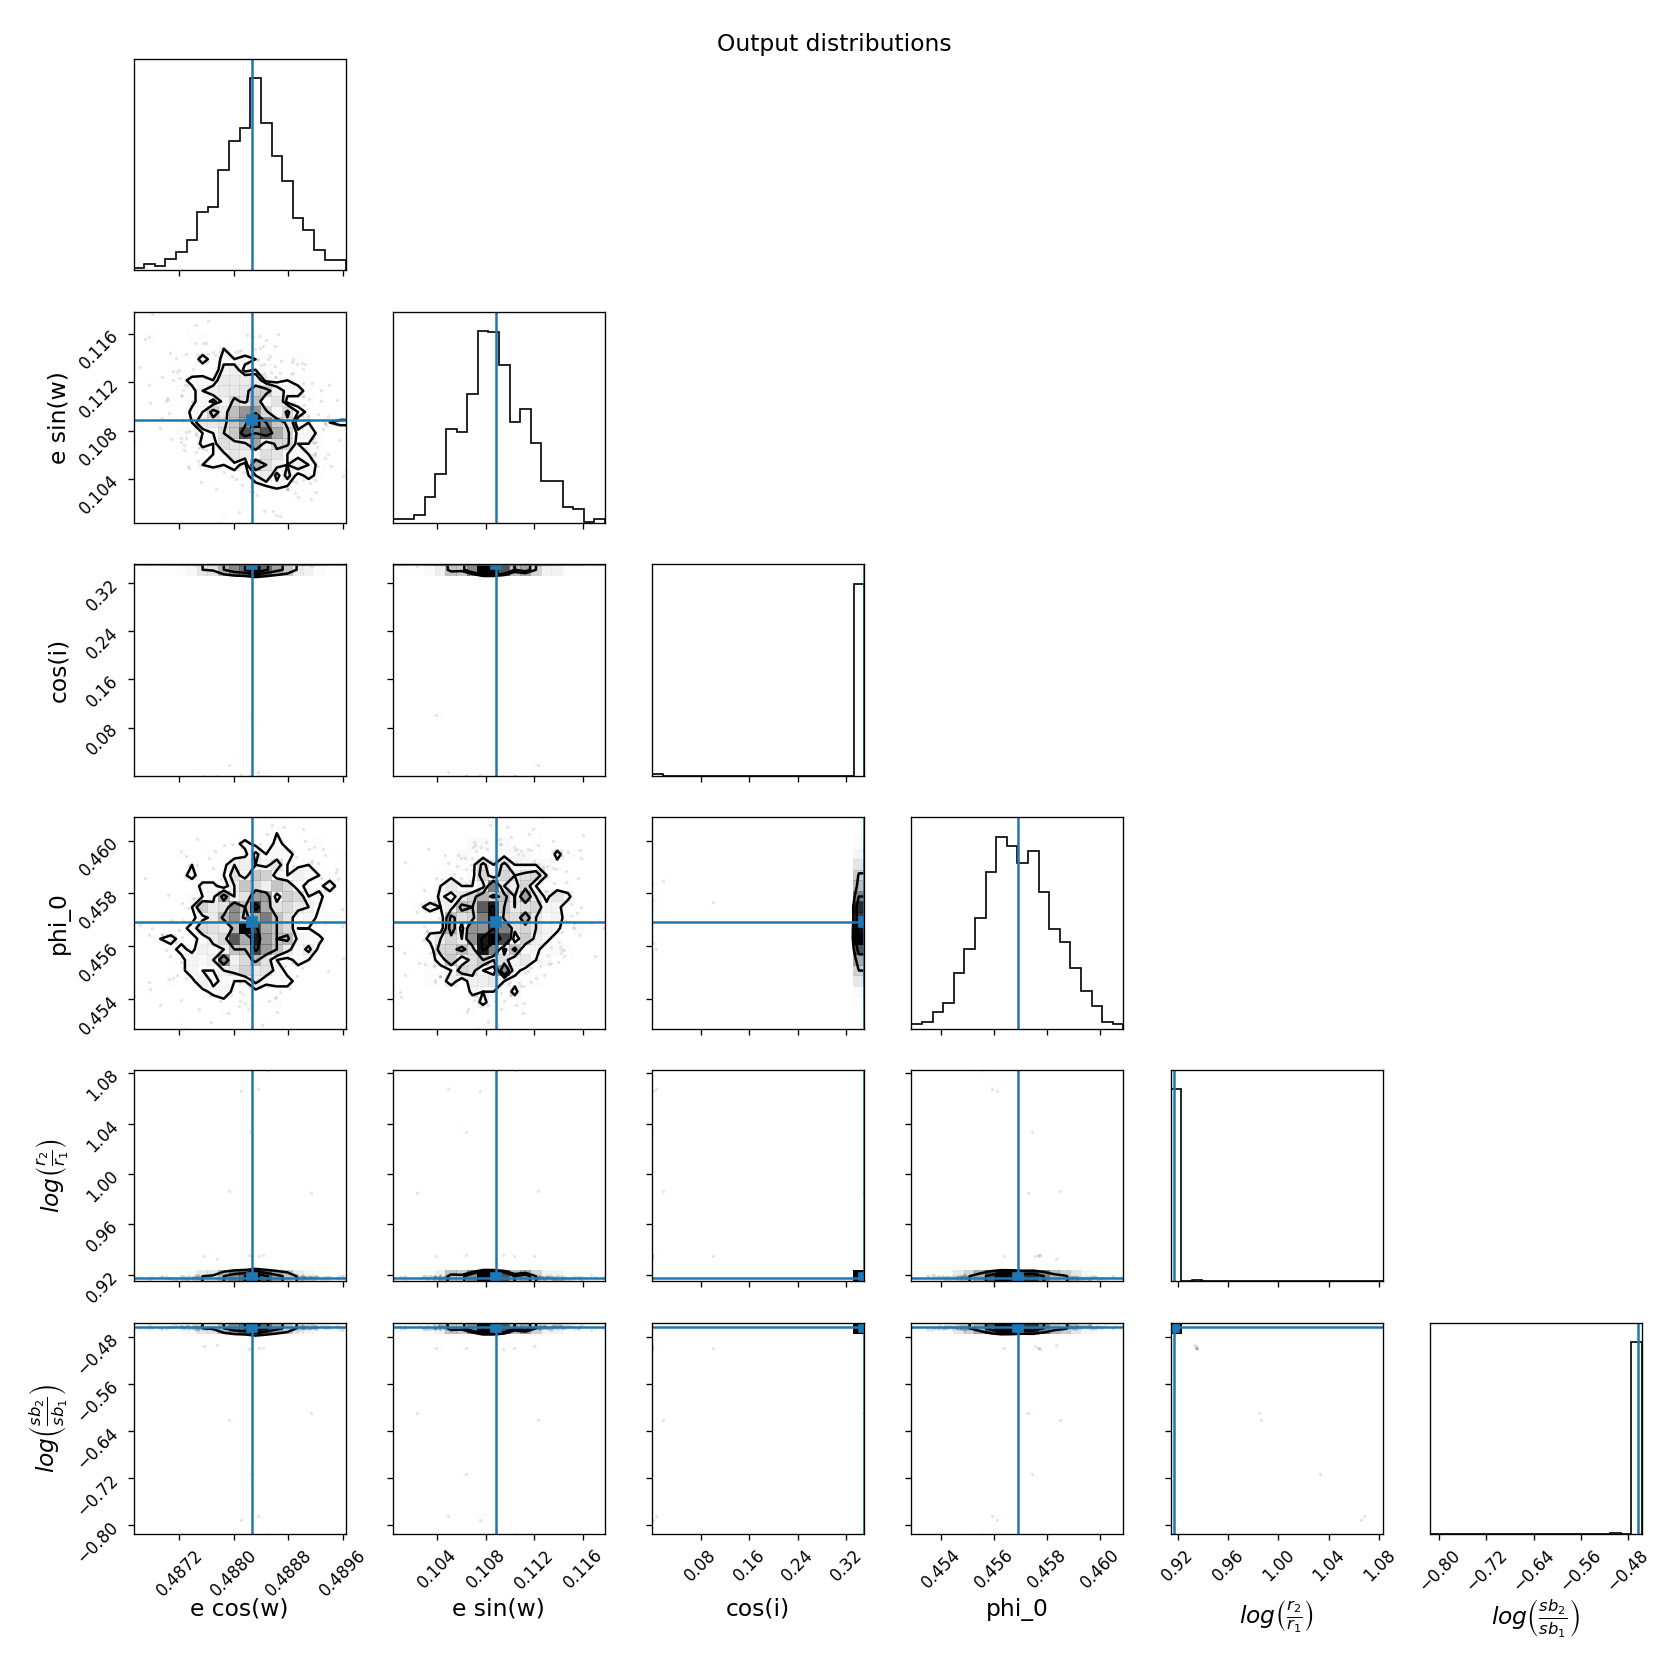 Output distributions
e sin(w)
0.116
0.112
0.108
0.104
cos(i)
0.32
0.24
0.16
0.08
phi_0
0.460
0.458
0.456
0.454
log(r2/r1)
1.08
1.04
1.00
0.96
0.92
log(sb2/sb1)
−0.48
−0.56
−0.64
−0.72
−0.80
0.4872 0.4880 0.4888 0.4896
0.104 0.108 0.112 0.116
0.08 0.16 0.24 0.32
0.454 0.456 0.458 0.460
0.92 0.96 1.00 1.04 1.08
−0.80 −0.72 −0.64 −0.56 −0.48
e cos(w)
e sin(w)
cos(i)
phi_0
log(r2/r1)
log(sb2/sb1)